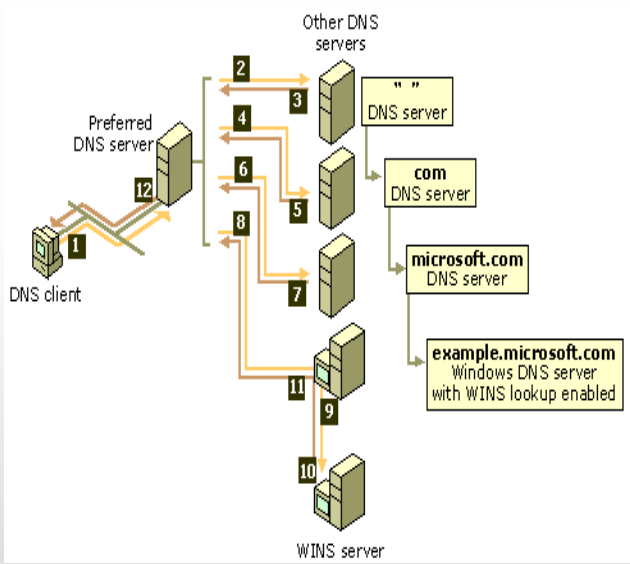 Other DNS
servers
2
3
" "
DNS server
Preferred
DNS server
4
5
com
DNS server
12
6
7
1
DNS client
8
microsoft.com
DNS server
11
9
example.microsoft.com
Windows DNS server
with WINS lookup enabled
10
WINS server